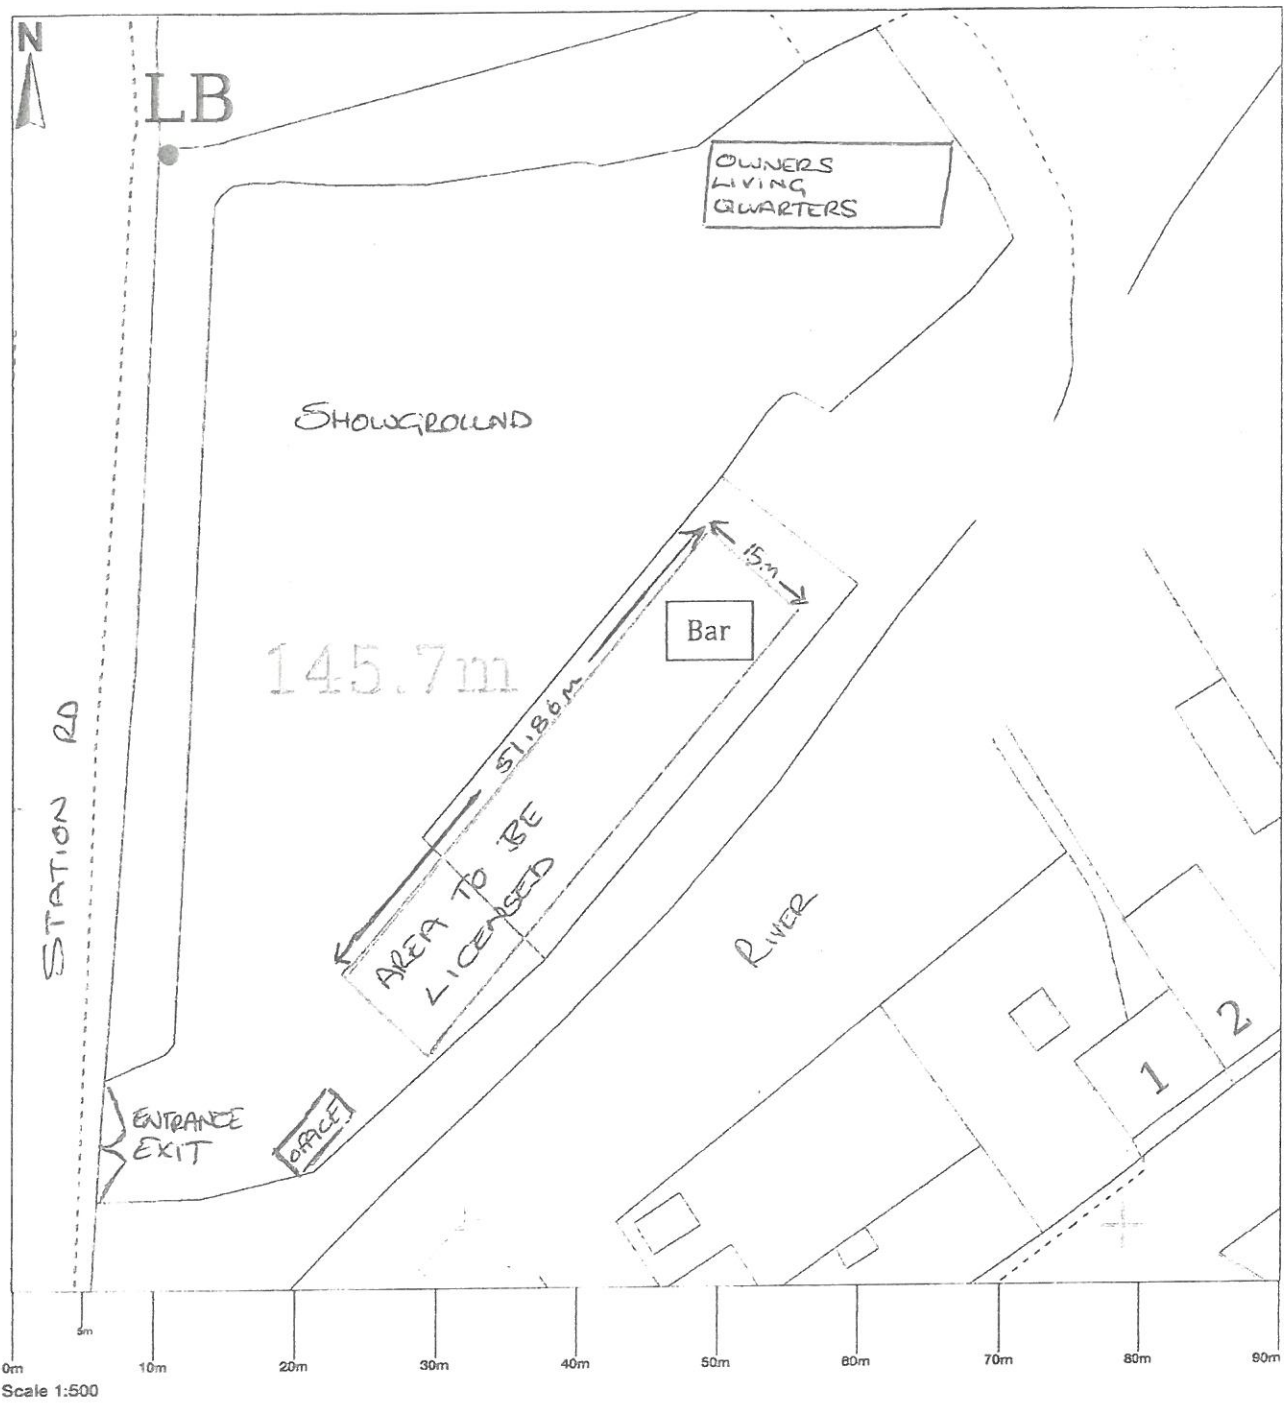 N
LB
OWNERS
LIVING
QUARTERS
SHOWGROUND
15m
Bar
145.7m
51.86m
STATION RD
AREA TO BE
LICENSED
RIVER
2
1
ENTRANCE
EXIT
OFFICE
5m
0m 10m 20m 30m 40m 50m 60m 70m 80m 90m
Scale 1:500